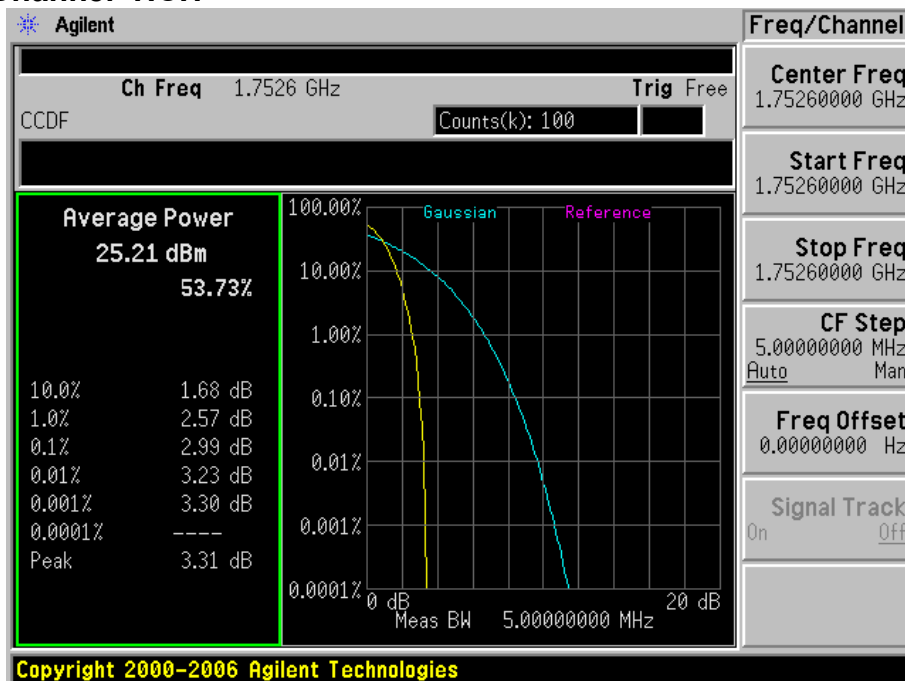 Agilent
Freq/Channel
Ch Freq 1.7526 GHz Trig Free
CCDF Counts(k): 100
Average Power
25.21 dBm
53.73%
10.0% 1.68 dB
1.0% 2.57 dB
0.1% 2.99 dB
0.01% 3.23 dB
0.001% 3.30 dB
0.0001% ----
Peak 3.31 dB
Gaussian Reference
100.00%
10.00%
1.00%
0.10%
0.01%
0.001%
0.0001%
0 dB 20 dB
Meas BW 5.00000000 MHz
Center Freq
1.75260000 GHz
Start Freq
1.75260000 GHz
Stop Freq
1.75260000 GHz
CF Step
5.00000000 MHz
Auto Man
Freq Offset
0.00000000 Hz
Signal Track
On Off
Copyright 2000-2006 Agilent Technologies